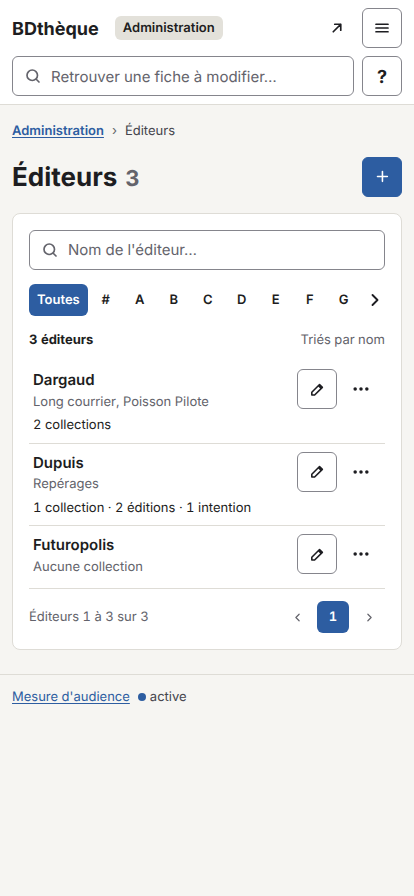 BDthèque Administration
Retrouver une fiche à modifier... ?
Administration › Éditeurs
Éditeurs 3
Nom de l'éditeur...
Toutes # A B C D E F G
3 éditeurs Triés par nom
Dargaud
Long courrier, Poisson Pilote
2 collections
Dupuis
Repérages
1 collection · 2 éditions · 1 intention
Futuropolis
Aucune collection
Éditeurs 1 à 3 sur 3 ‹ 1 ›
Mesure d'audience active